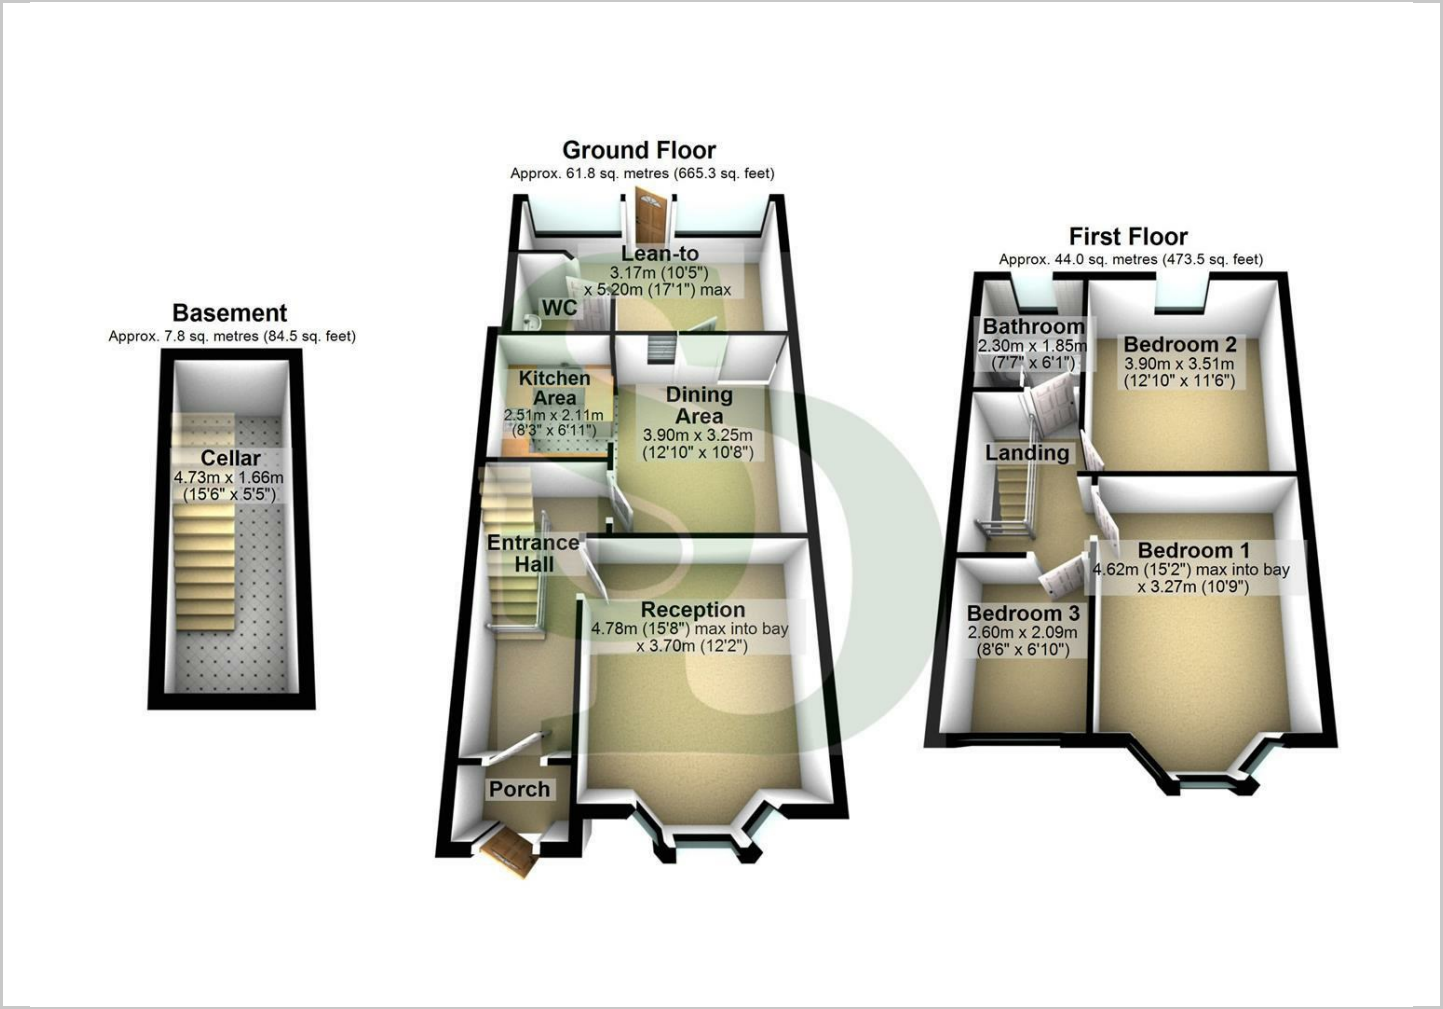 Basement
Approx. 7.8 sq. metres (84.5 sq. feet)
Cellar
4.73m x 1.66m
(15'6" x 5'5")
Ground Floor
Approx. 61.8 sq. metres (665.3 sq. feet)
Lean-to
3.17m (10'5")
x 5.20m (17'1") max
WC
Kitchen
Area
2.51m x 2.11m
(8'3" x 6'11")
Dining
Area
3.90m x 3.25m
(12'10" x 10'8")
Entrance
Hall
Reception
4.78m (15'8") max into bay
x 3.70m (12'2")
Porch
First Floor
Approx. 44.0 sq. metres (473.5 sq. feet)
Bathroom
2.30m x 1.85m
(7'7" x 6'1")
Bedroom 2
3.90m x 3.51m
(12'10" x 11'6")
Landing
Bedroom 1
4.62m (15'2") max into bay
x 3.27m (10'9")
Bedroom 3
2.60m x 2.09m
(8'6" x 6'10")